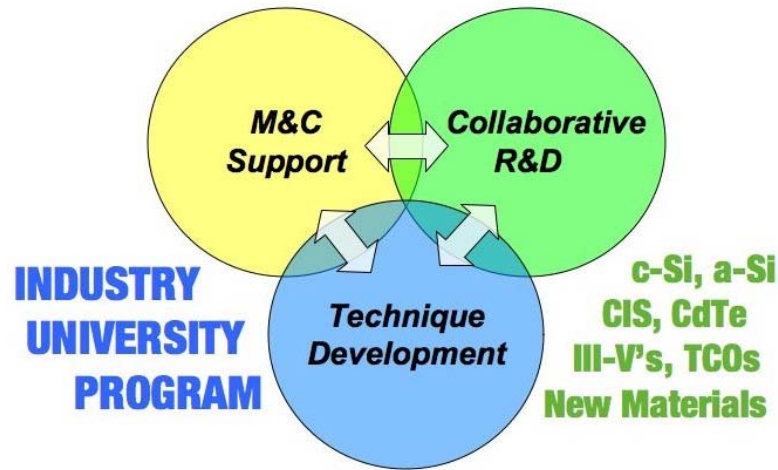 M&C
Support
Collaborative
R&D
Technique
Development
INDUSTRY
UNIVERSITY
PROGRAM
c-Si, a-Si
CIS, CdTe
III-V's, TCOs
New Materials